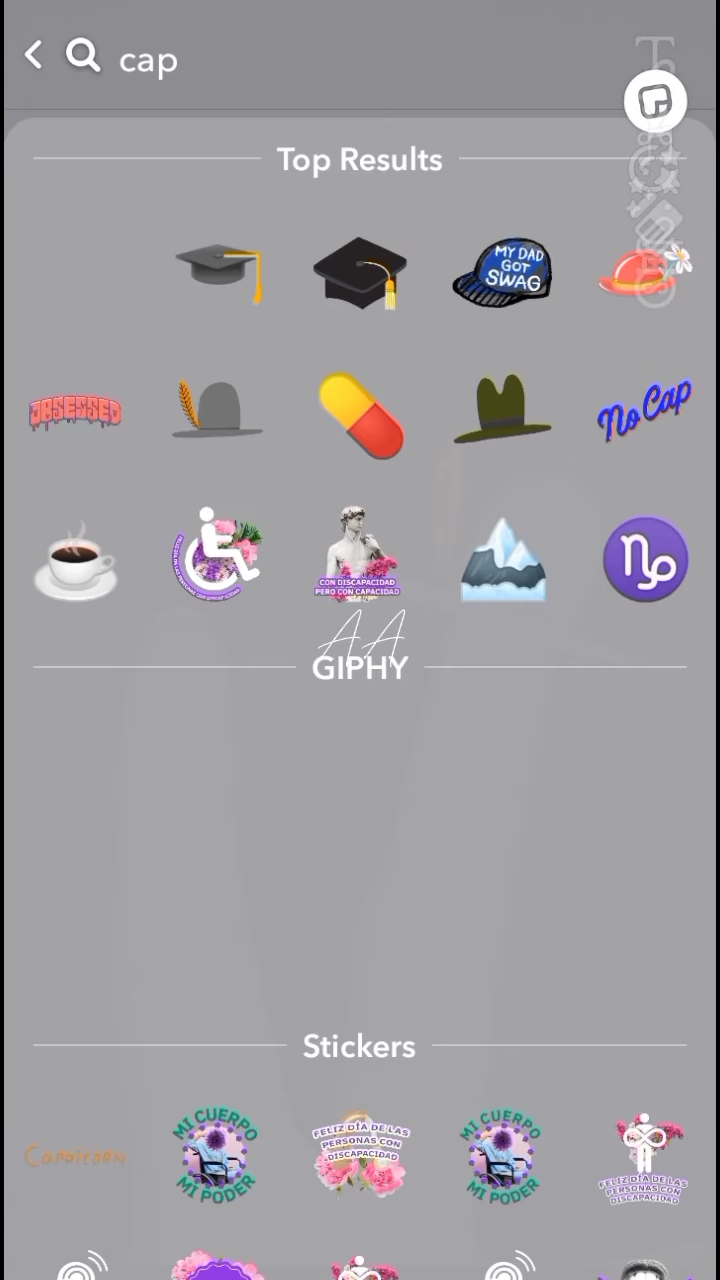 cap
Top Results
MY DAD
GOT
SWAG
OBSESSED
No Cap
CON DISCAPACIDAD
PERO CON CAPACIDAD
AA
GIPHY
Stickers
Capricorn
MI CUERPO
MI PODER
FELIZ DÍA DE LAS
PERSONAS CON
DISCAPACIDAD
MI CUERPO
MI PODER
FELIZ DÍA DE LAS
PERSONAS CON
DISCAPACIDAD